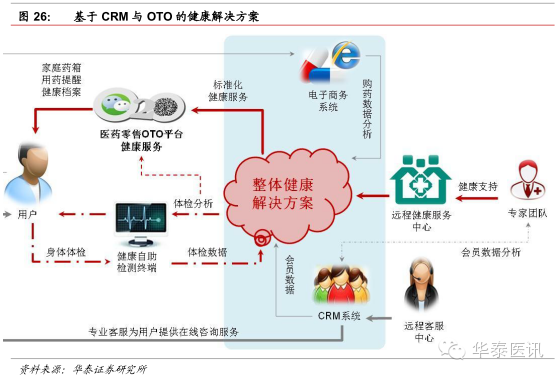 图 26: 基于 CRM 与 OTO 的健康解决方案
家庭药箱
用药提醒
健康档案
标准化
健康服务
电子商务
系统
购药数据分析
医药零售OTO平台
健康服务
整体健康
解决方案
用户
体检分析
健康支持
远程健康服务
中心
专家团队
身体体检
健康自助
检测终端
体检数据
会员数据
会员数据分析
CRM系统
远程客服
中心
专业客服为用户提供在线咨询服务
华泰医讯
资料来源: 华泰证券研究所